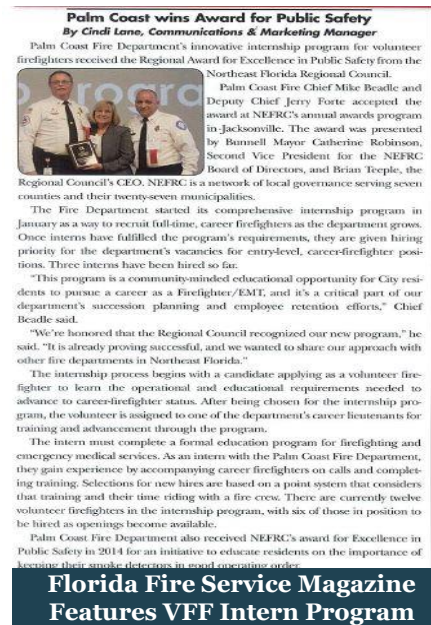 Palm Coast wins Award for Public Safety
By Cindi Lane, Communications & Marketing Manager
Palm Coast Fire Department's innovative internship program for volunteer
firefighters received the Regional Award for Excellence in Public Safety from the
Northeast Florida Regional Council.
Palm Coast Fire Chief Mike Beadle and
Deputy Chief Jerry Forte accepted the
award at NEFRC's annual awards program
in Jacksonville. The award was presented
by Bunnell Mayor Catherine Robinson,
Second Vice President for the NEFRC
Board of Directors, and Brian Teeple, the
Regional Council's CEO. NEFRC is a network of local governance serving seven
counties and their twenty-seven municipalities.
The Fire Department started its comprehensive internship program in
January as a way to recruit full-time, career firefighters as the department grows.
Once interns have fulfilled the program's requirements, they are given hiring
priority for the department's vacancies for entry-level, career-firefighter posi-
tions. Three interns have been hired so far.
"This program is a community-minded educational opportunity for City resi-
dents to pursue a career as a Firefighter/EMT, and it's a critical part of our
department's succession planning and employee retention efforts," Chief
Beadle said.
"We're honored that the Regional Council recognized our new program," he
said. "It is already proving successful, and we wanted to share our approach with
other fire departments in Northeast Florida."
The internship process begins with a candidate applying as a volunteer fire-
fighter to learn the operational and educational requirements needed to
advance to career-firefighter status. After being chosen for the internship pro-
gram, the volunteer is assigned to one of the department's career lieutenants for
training and advancement through the program.
The intern must complete a formal education program for firefighting and
emergency medical services. As an intern with the Palm Coast Fire Department,
they gain experience by accompanying career firefighters on calls and complet-
ing training. Selections for new hires are based on a point system that considers
that training and their time riding with a fire crew. There are currently twelve
volunteer firefighters in the internship program, with six of those in position to
be hired as openings become available.
Palm Coast Fire Department also received NEFRC's award for Excellence in
Public Safety in 2014 for an initiative to educate residents on the importance of
keeping their smoke detectors in good operating order.
Florida Fire Service Magazine
Features VFF Intern Program